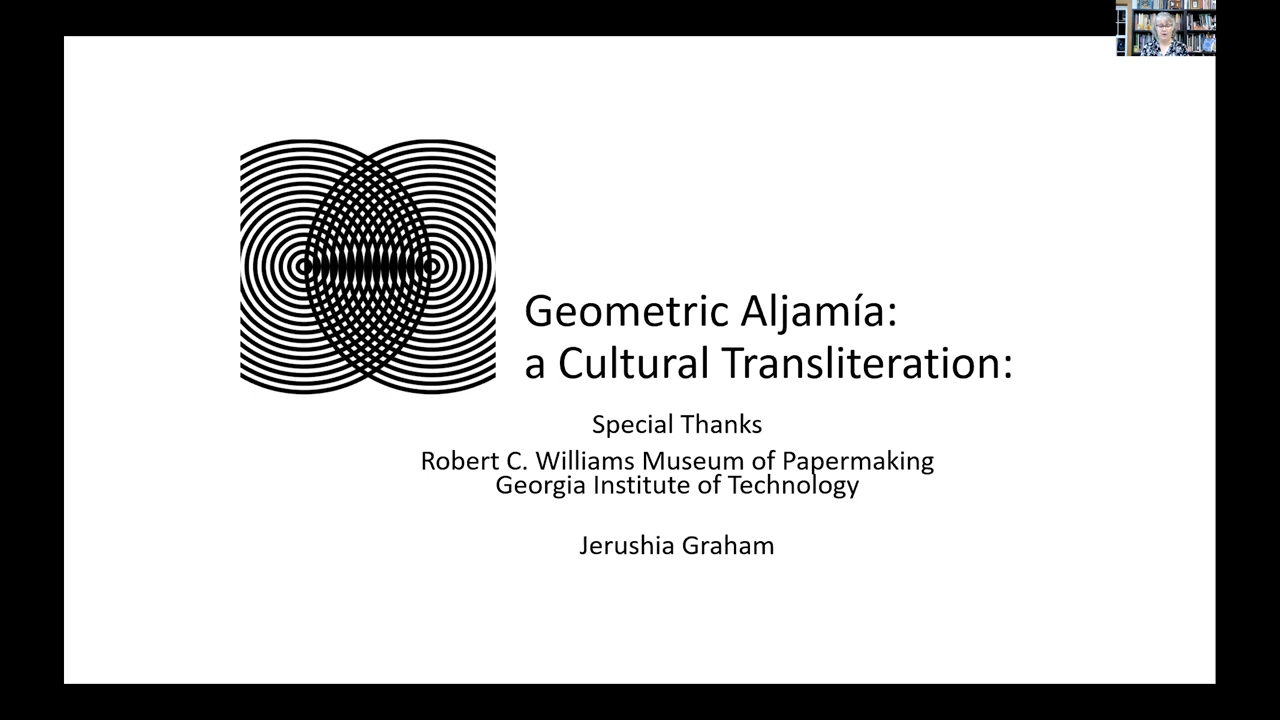 Geometric Aljamía:
a Cultural Transliteration:
Special Thanks
Robert C. Williams Museum of Papermaking
Georgia Institute of Technology
Jerushia Graham